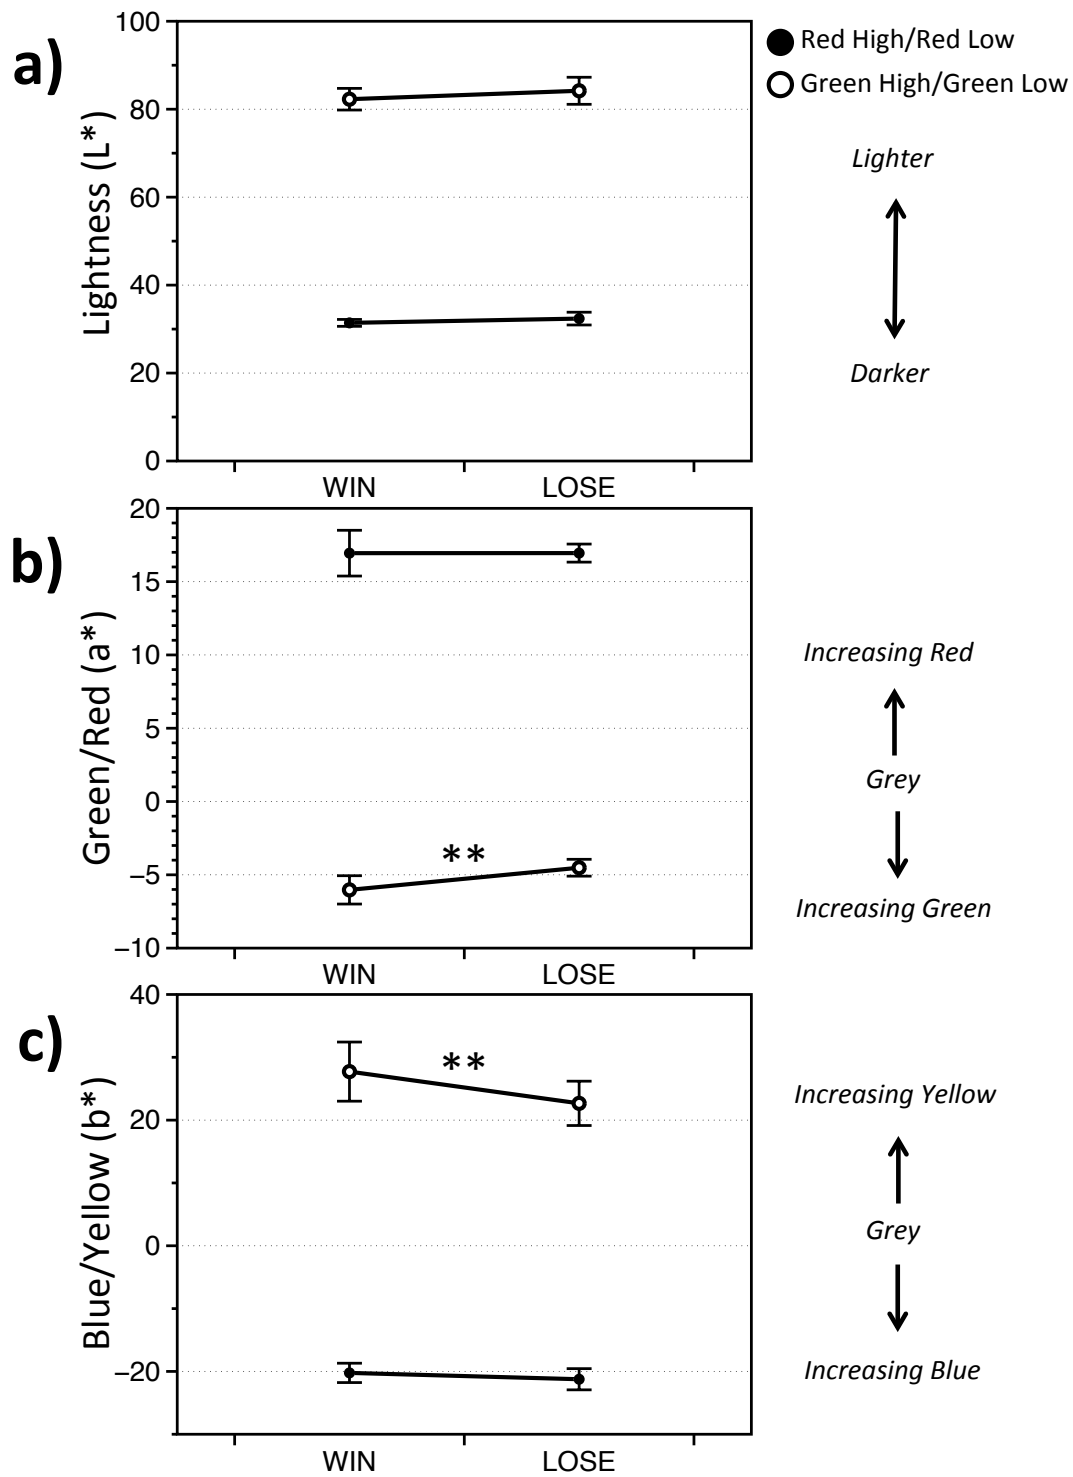 a)
Lightness (L*)
100
80
60
40
20
0
WIN LOSE
Red High/Red Low
Green High/Green Low
Lighter
Darker
b)
Green/Red (a*)
20
15
10
5
0
−5
−10
**
WIN LOSE
Increasing Red
Grey
Increasing Green
c)
Blue/Yellow (b*)
40
20
0
−20
**
WIN LOSE
Increasing Yellow
Grey
Increasing Blue